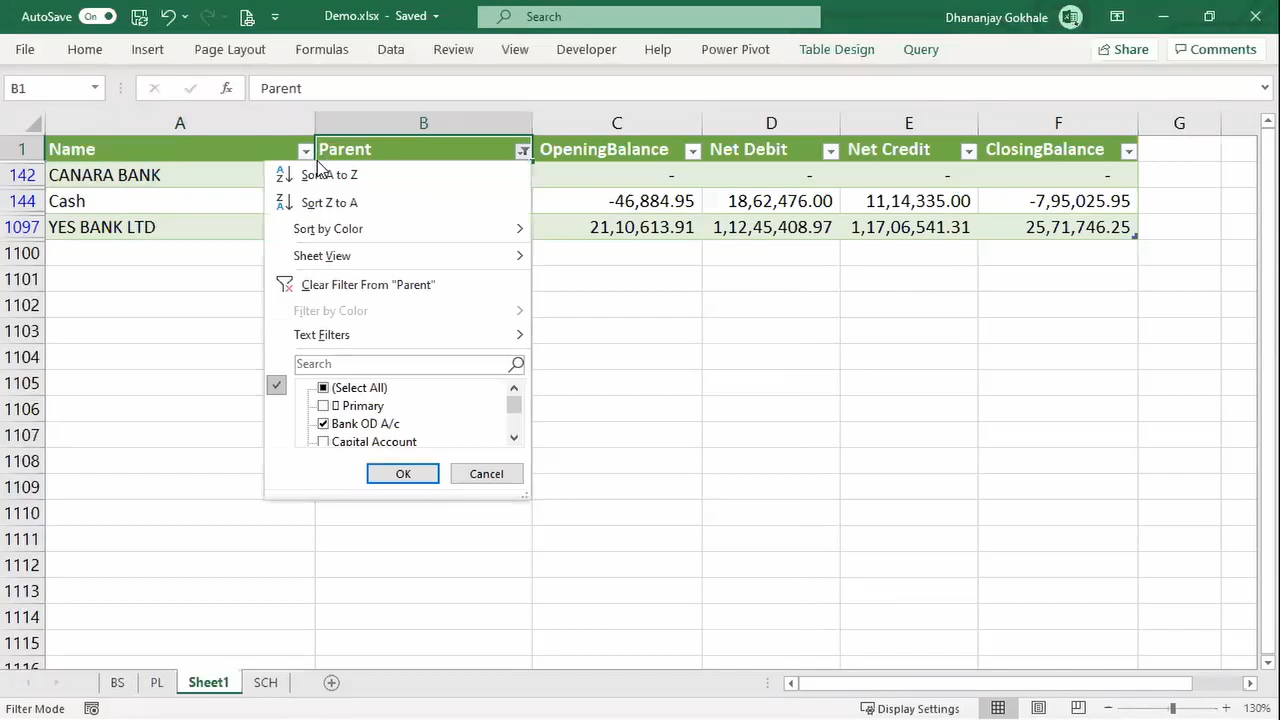 AutoSave On Demo.xlsx - Saved Search Dhananjay Gokhale
File Home Insert Page Layout Formulas Data Review View Developer Help Power Pivot Table Design Query Share Comments
B1 fx Parent
A B C D E F G
1 Name Parent OpeningBalance Net Debit Net Credit ClosingBalance
142 CANARA BANK - - - -
144 Cash -46,884.95 18,62,476.00 11,14,335.00 -7,95,025.95
1097 YES BANK LTD 21,10,613.91 1,12,45,408.97 1,17,06,541.31 25,71,746.25
1100
1101
1102
1103
1104
1105
1106
1107
1108
1109
1110
1111
1112
1113
1114
1115
1116
Sort A to Z
Sort Z to A
Sort by Color
Sheet View
Clear Filter From "Parent"
Filter by Color
Text Filters
Search
(Select All)
Primary
Bank OD A/c
Capital Account
OK Cancel
BS PL Sheet1 SCH
Filter Mode Display Settings 130%